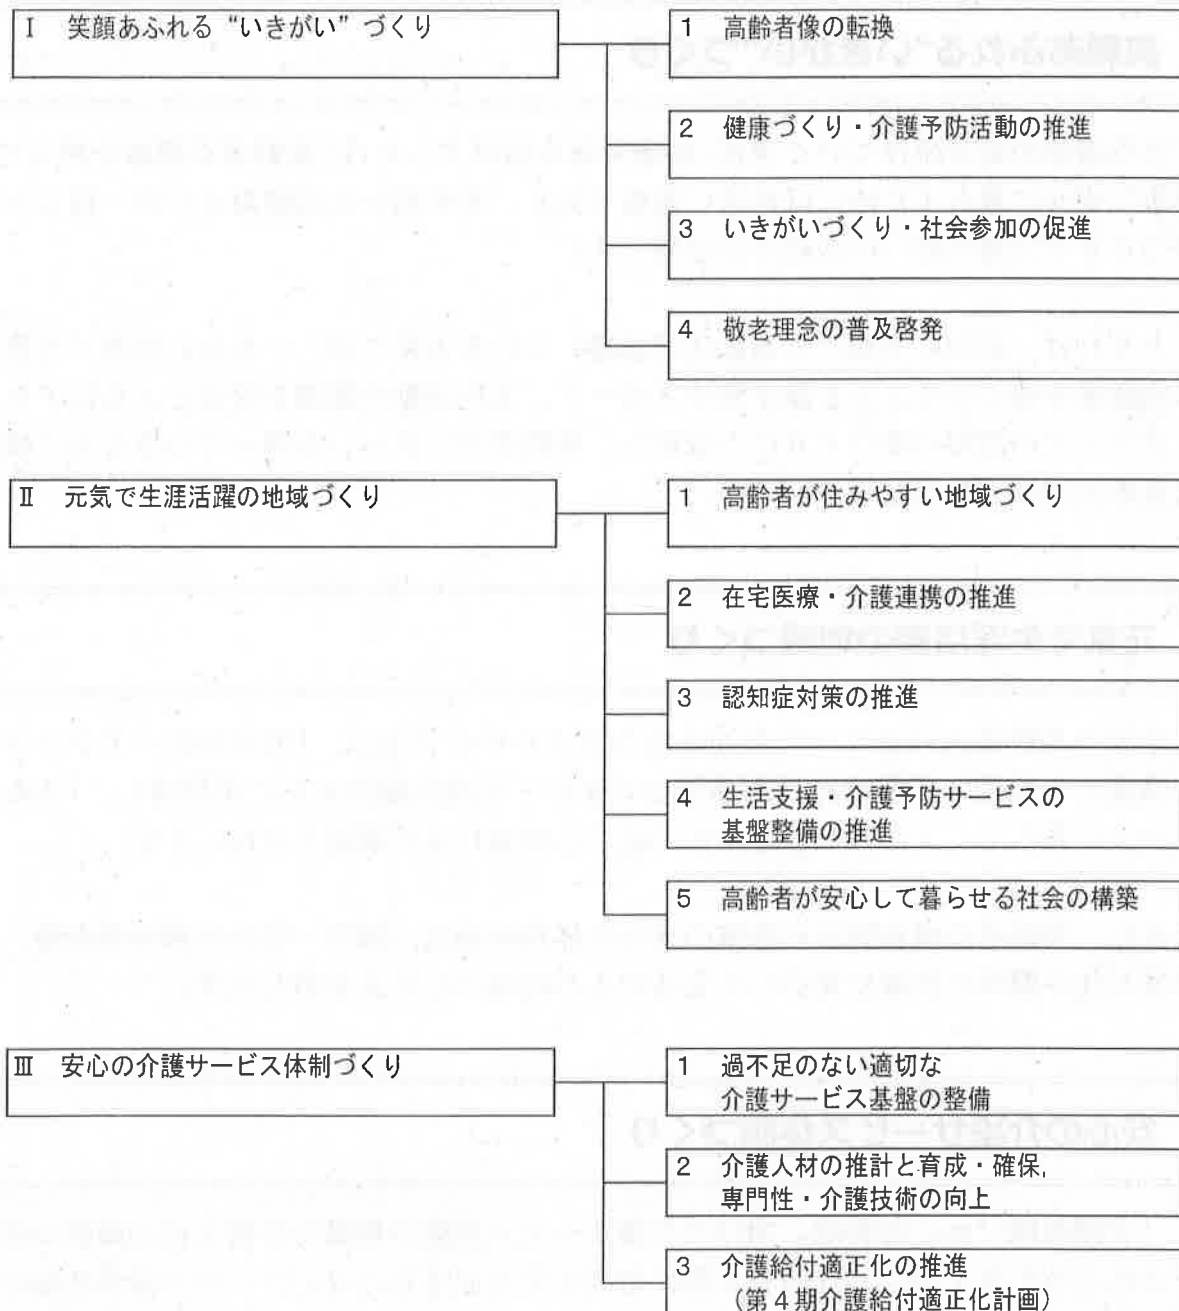 Ⅰ 笑顔あふれる“いきがい”づくり
1 高齢者像の転換
2 健康づくり・介護予防活動の推進
3 いきがいづくり・社会参加の促進
4 敬老理念の普及啓発
Ⅱ 元気で生涯活躍の地域づくり
1 高齢者が住みやすい地域づくり
2 在宅医療・介護連携の推進
3 認知症対策の推進
4 生活支援・介護予防サービスの
基盤整備の推進
5 高齢者が安心して暮らせる社会の構築
Ⅲ 安心の介護サービス体制づくり
1 過不足のない適切な
介護サービス基盤の整備
2 介護人材の推計と育成・確保,
専門性・介護技術の向上
3 介護給付適正化の推進
(第4期介護給付適正化計画)